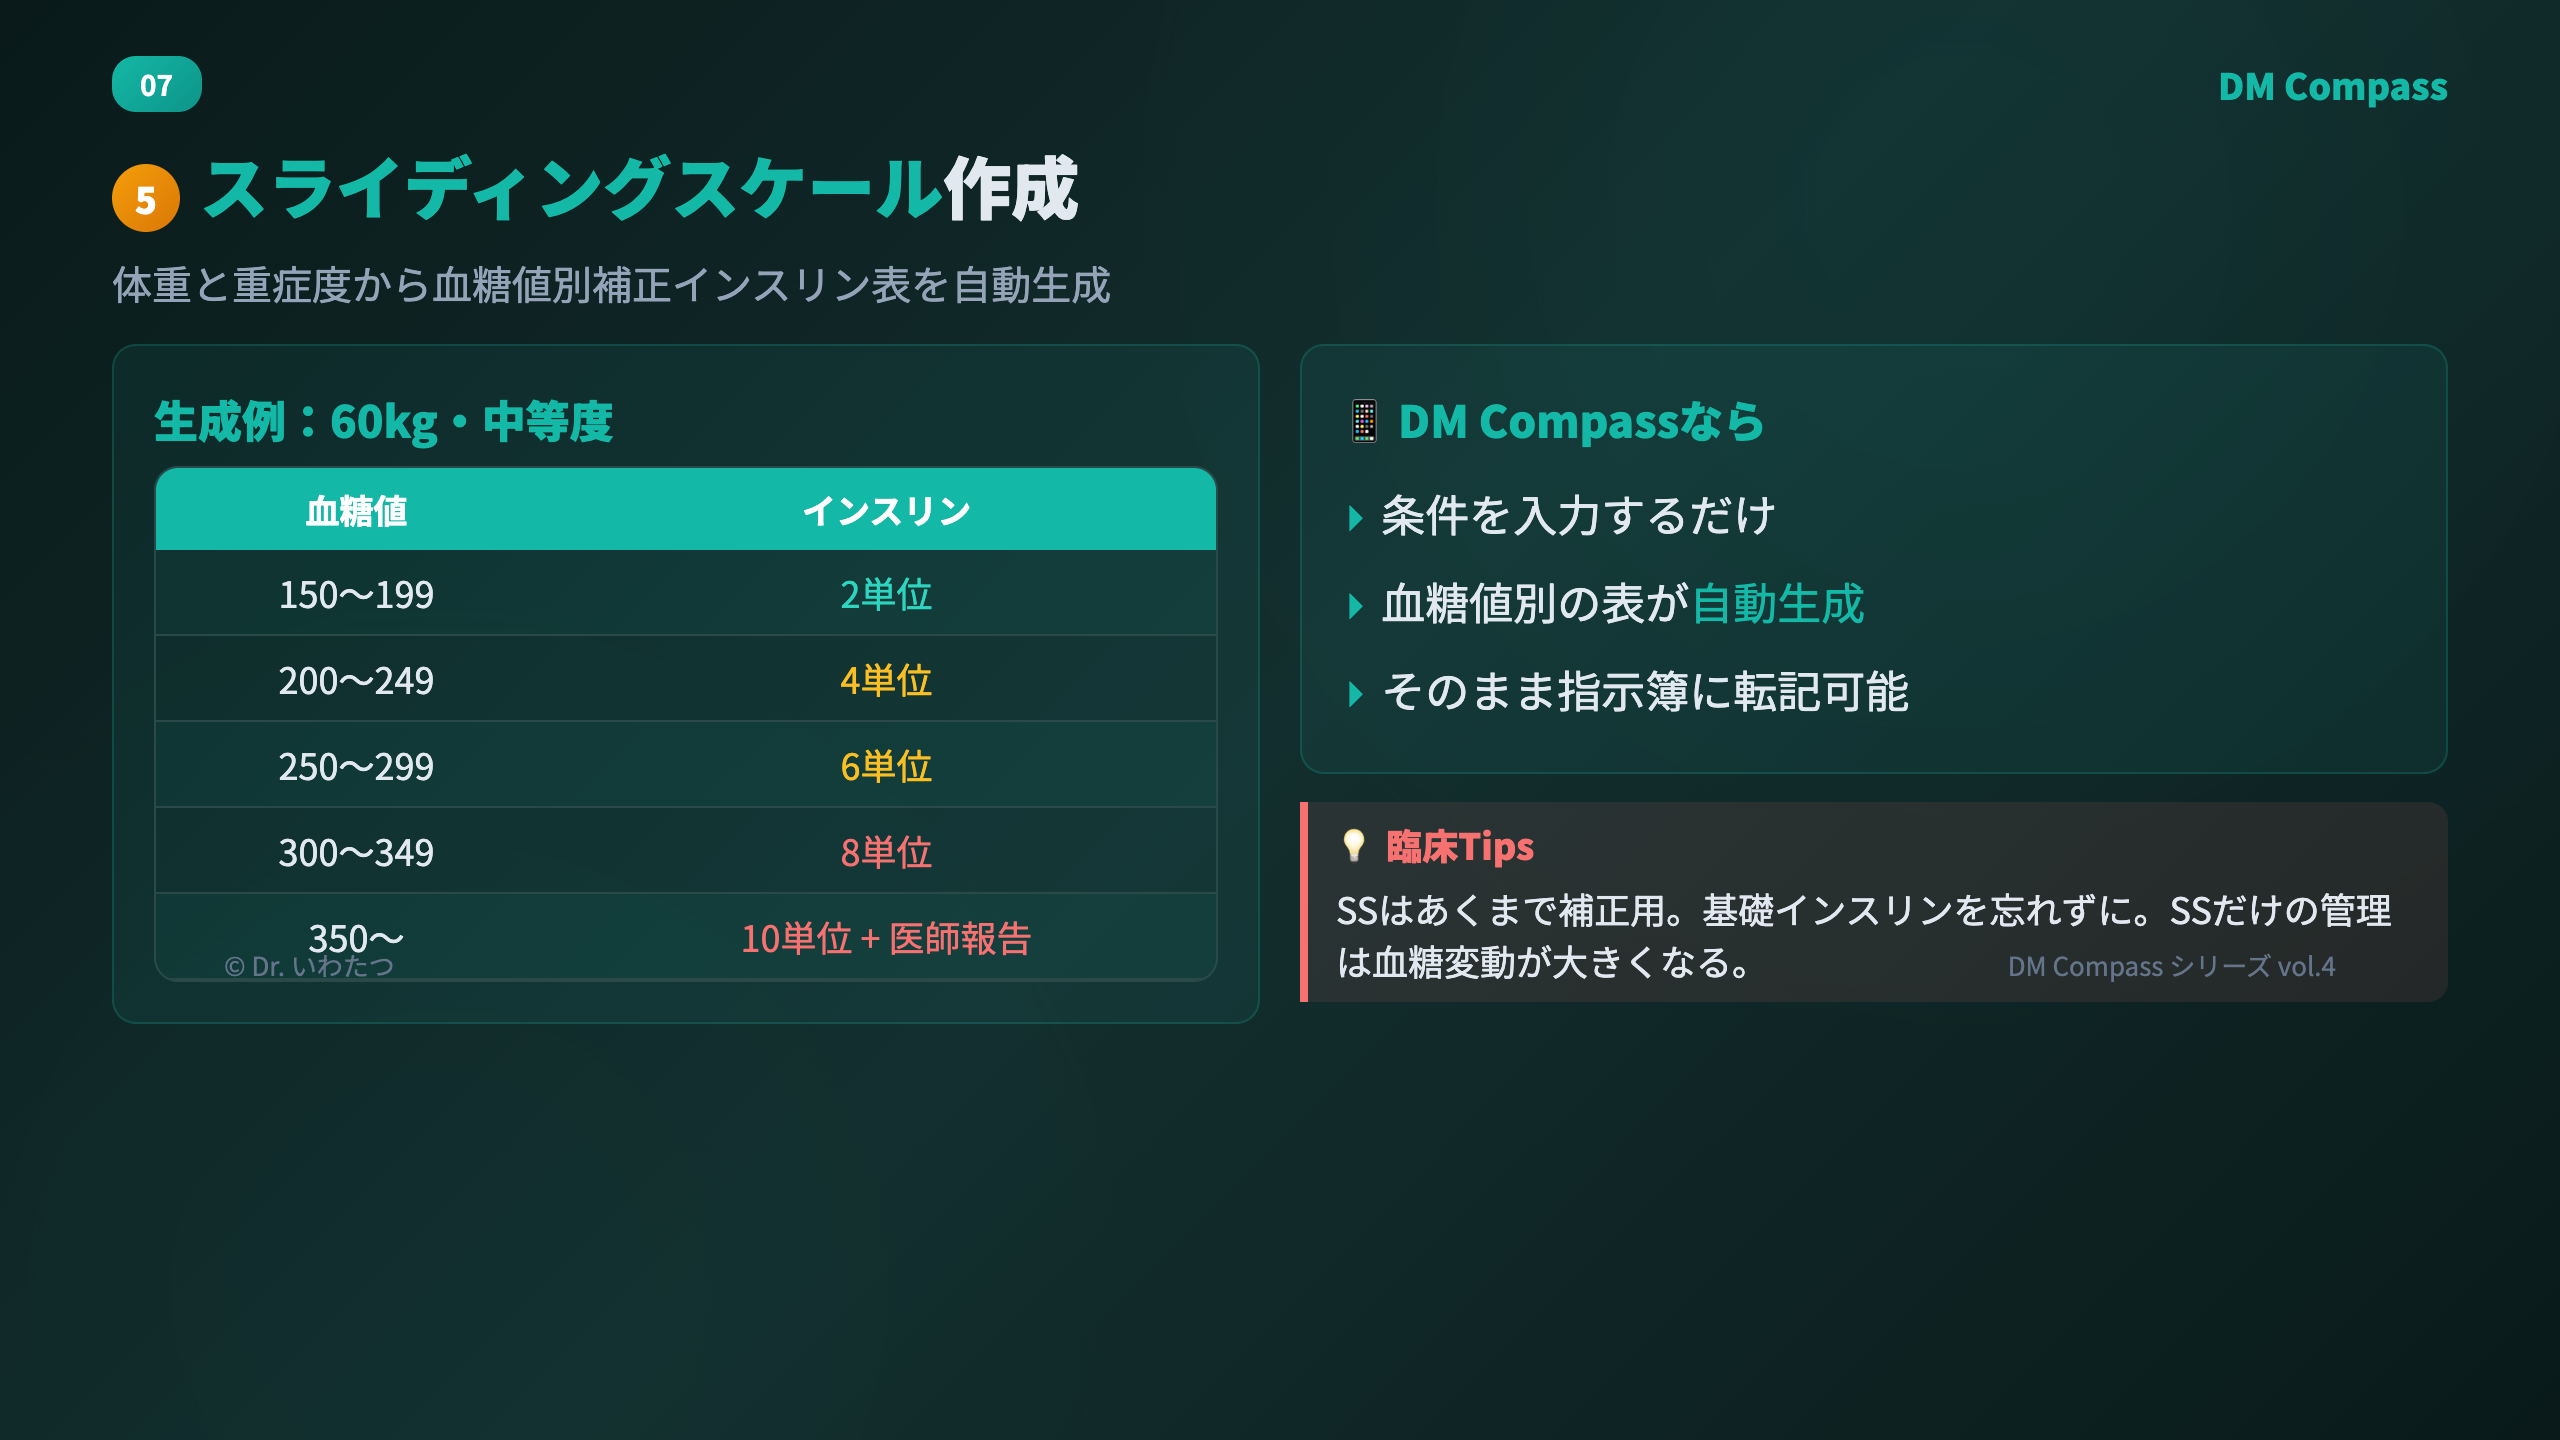 07
DM Compass
5 スライディングスケール作成
体重と重症度から血糖値別補正インスリン表を自動生成
生成例：60kg・中等度
血糖値 インスリン
150〜199 2単位
200〜249 4単位
250〜299 6単位
300〜349 8単位
350〜 10単位 + 医師報告
© Dr. いわたつ
DM Compassなら
条件を入力するだけ
血糖値別の表が自動生成
そのまま指示簿に転記可能
臨床Tips
SSはあくまで補正用。基礎インスリンを忘れずに。SSだけの管理
は血糖変動が大きくなる。
DM Compass シリーズ vol.4